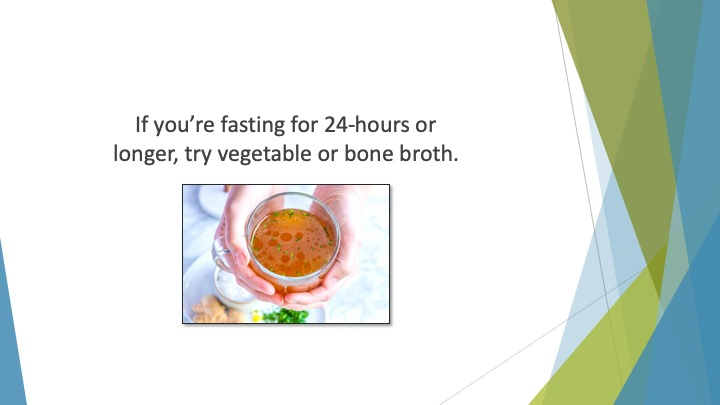 If you’re fasting for 24-hours or
longer, try vegetable or bone broth.